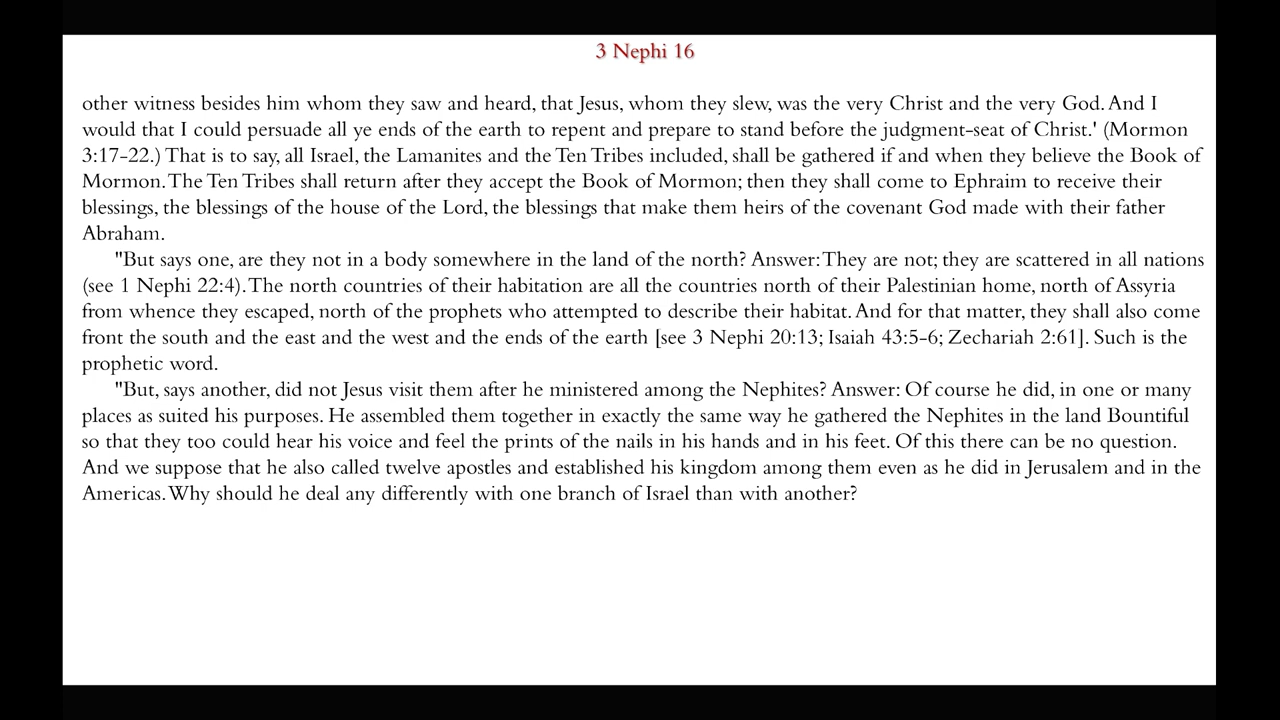 3 Nephi 16
other witness besides him whom they saw and heard, that Jesus, whom they slew, was the very Christ and the very God. And I
would that I could persuade all ye ends of the earth to repent and prepare to stand before the judgment-seat of Christ.' (Mormon
3:17-22.) That is to say, all Israel, the Lamanites and the Ten Tribes included, shall be gathered if and when they believe the Book of
Mormon. The Ten Tribes shall return after they accept the Book of Mormon; then they shall come to Ephraim to receive their
blessings, the blessings of the house of the Lord, the blessings that make them heirs of the covenant God made with their father
Abraham.
"But says one, are they not in a body somewhere in the land of the north? Answer: They are not; they are scattered in all nations
(see 1 Nephi 22:4). The north countries of their habitation are all the countries north of their Palestinian home, north of Assyria
from whence they escaped, north of the prophets who attempted to describe their habitat. And for that matter, they shall also come
front the south and the east and the west and the ends of the earth [see 3 Nephi 20:13; Isaiah 43:5-6; Zechariah 2:61]. Such is the
prophetic word.
"But, says another, did not Jesus visit them after he ministered among the Nephites? Answer: Of course he did, in one or many
places as suited his purposes. He assembled them together in exactly the same way he gathered the Nephites in the land Bountiful
so that they too could hear his voice and feel the prints of the nails in his hands and in his feet. Of this there can be no question.
And we suppose that he also called twelve apostles and established his kingdom among them even as he did in Jerusalem and in the
Americas. Why should he deal any differently with one branch of Israel than with another?